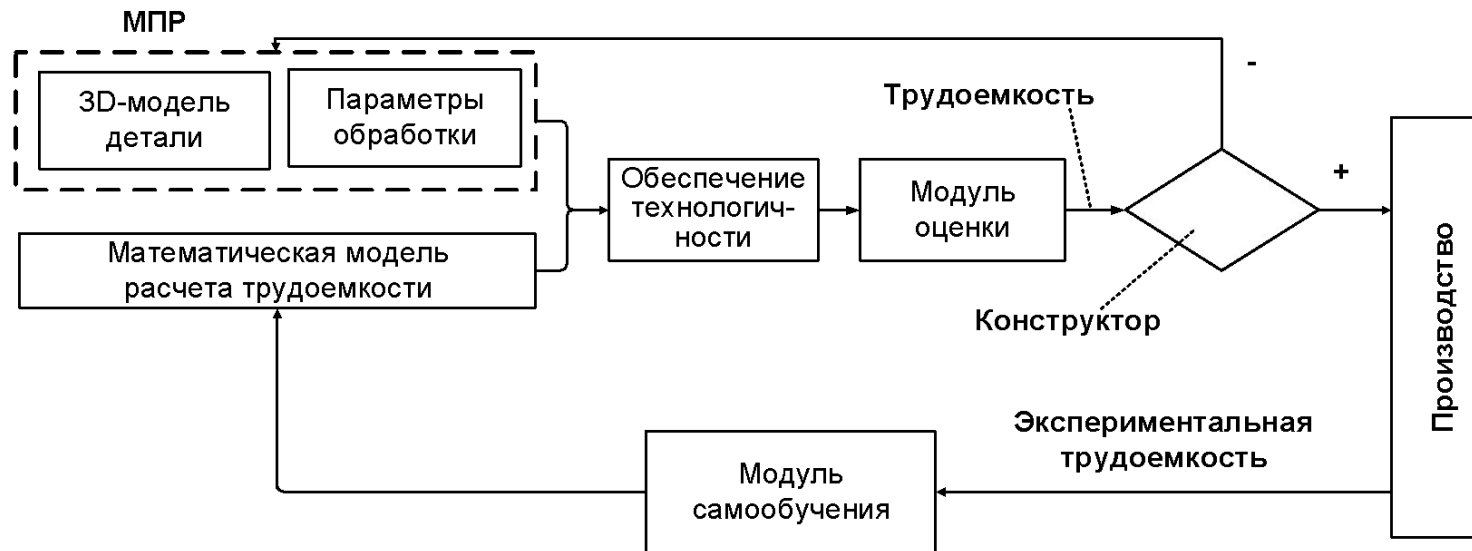 МПР
3D-модель
детали
Параметры
обработки
Математическая модель
расчета трудоемкости
Обеспечение
технологич-
ности
Модуль
оценки
Трудоемкость
-
+
Конструктор
Производство
Экспериментальная
трудоемкость
Модуль
самообучения